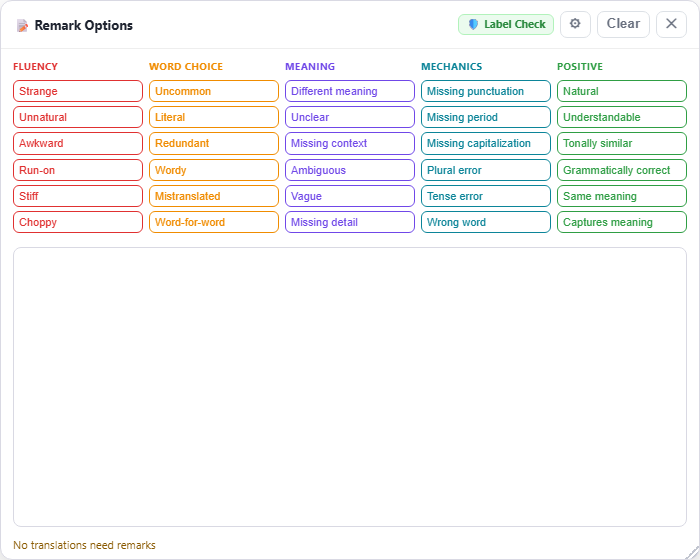 Remark Options
Label Check
Clear
FLUENCY WORD CHOICE MEANING MECHANICS POSITIVE
Strange Uncommon Different meaning Missing punctuation Natural
Unnatural Literal Unclear Missing period Understandable
Awkward Redundant Missing context Missing capitalization Tonally similar
Run-on Wordy Ambiguous Plural error Grammatically correct
Stiff Mistranslated Vague Tense error Same meaning
Choppy Word-for-word Missing detail Wrong word Captures meaning
No translations need remarks